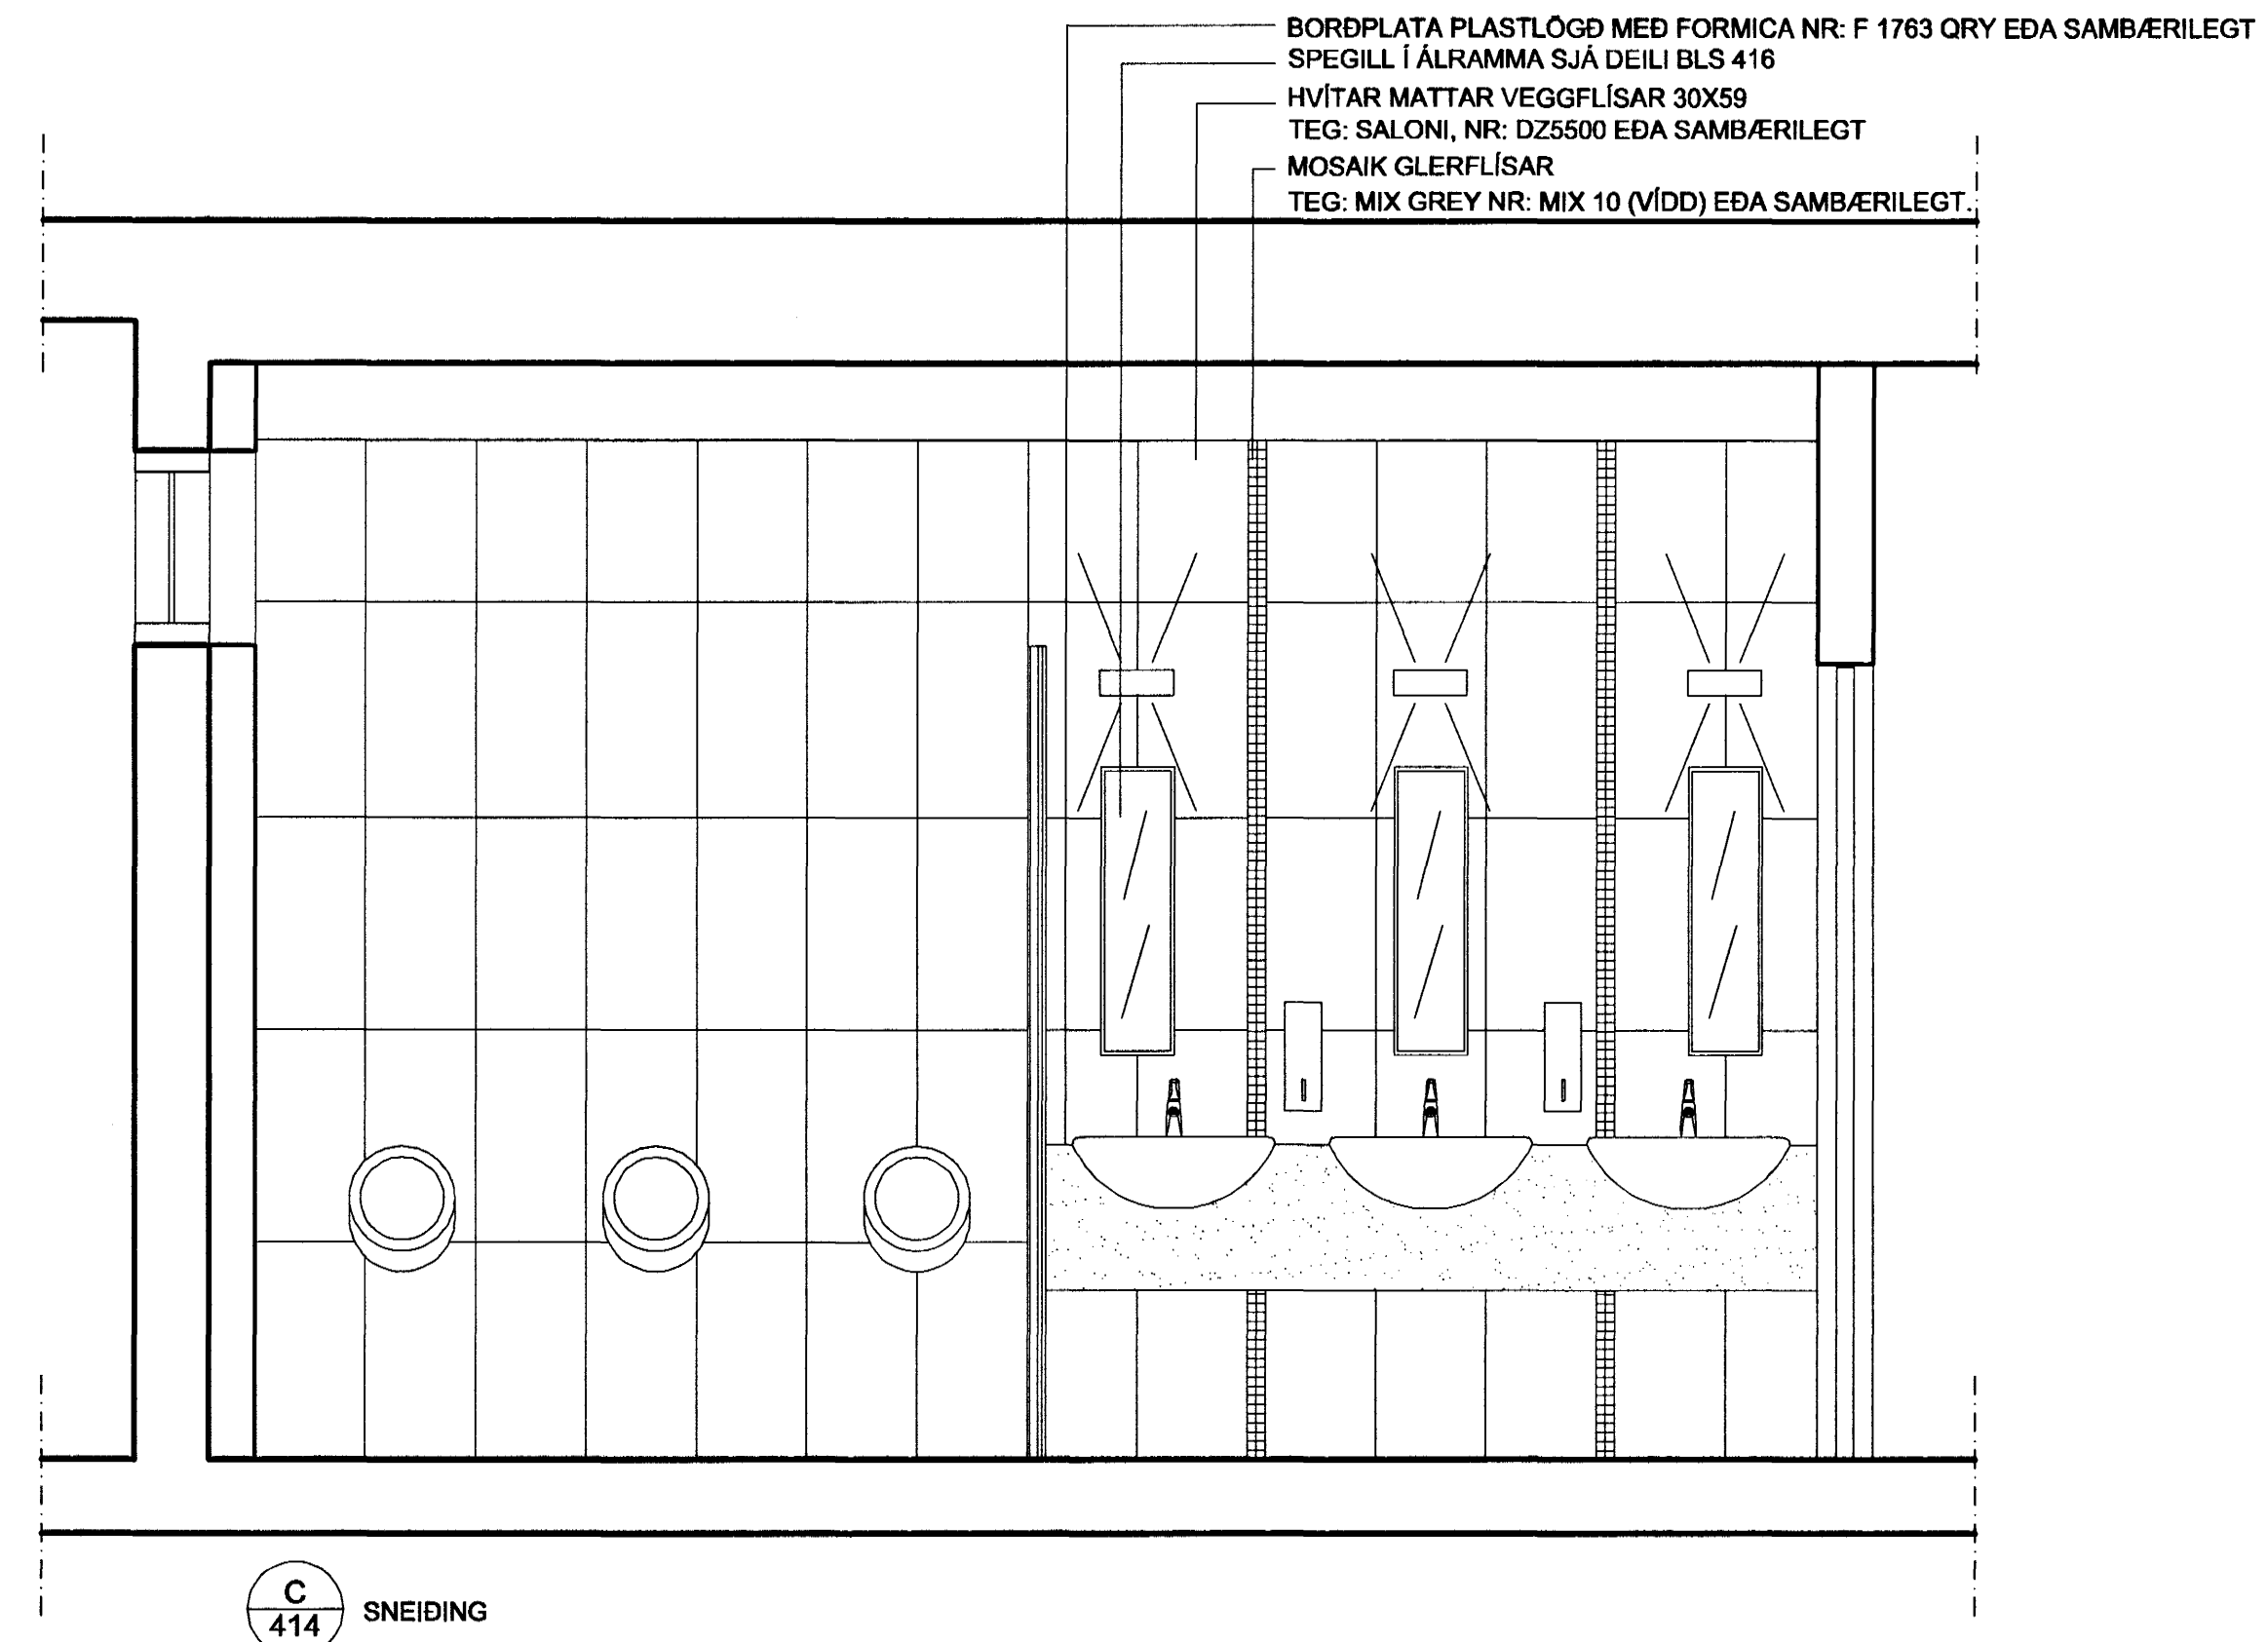 BORÐPLATA PLASTLÖGÐ MEÐ FORMICA NR: F 1763 QRY EÐA SAMBÆRILEGT
SPEGILL Í ÁLRAMMA SJÁ DEILI BLS 416
HVÍTAR MATTAR VEGGFLÍSAR 30X59
TEG: SALONI, NR: DZ5500 EÐA SAMBÆRILEGT
MOSAIK GLERFLÍSAR
TEG: MIX GREY NR: MIX 10 (VÍDD) EÐA SAMBÆRILEGT.
C
414
SNEIÐING